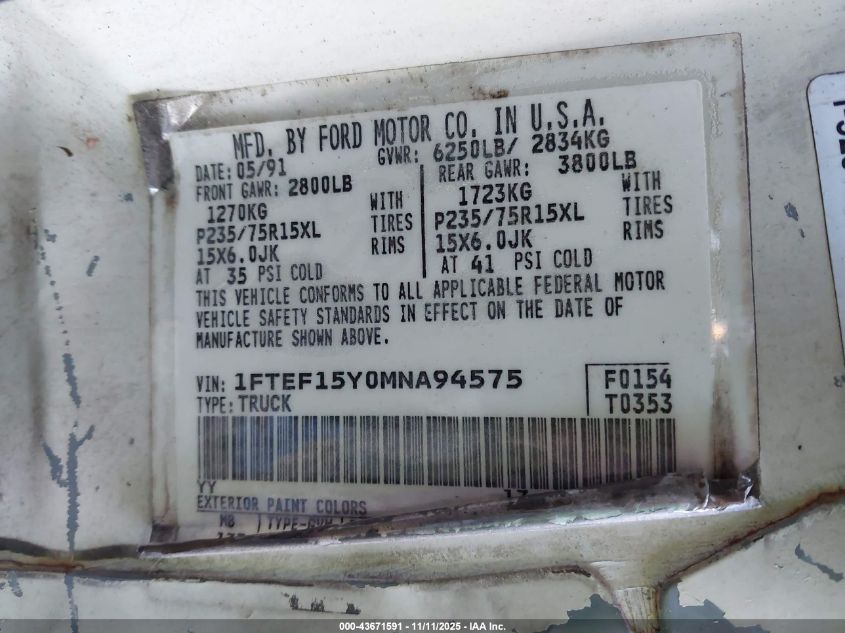 MFD. BY FORD MOTOR CO. IN U.S.A.
DATE: 05/91 GVWR: 6250LB/ 2834KG
FRONT GAWR: 2800LB REAR GAWR: 3800LB
1270KG WITH 1723KG WITH
P235/75R15XL TIRES P235/75R15XL TIRES
15X6.0JK RIMS 15X6.0JK RIMS
AT 35 PSI COLD AT 41 PSI COLD
THIS VEHICLE CONFORMS TO ALL APPLICABLE FEDERAL MOTOR
VEHICLE SAFETY STANDARDS IN EFFECT ON THE DATE OF
MANUFACTURE SHOWN ABOVE.
VIN: 1FTEF15Y0MNA94575 F0154
TYPE: TRUCK T0353
YY
EXTERIOR PAINT COLORS
WB TYPE-GVW
000-43671591 - 11/11/2025 - IAA Inc.